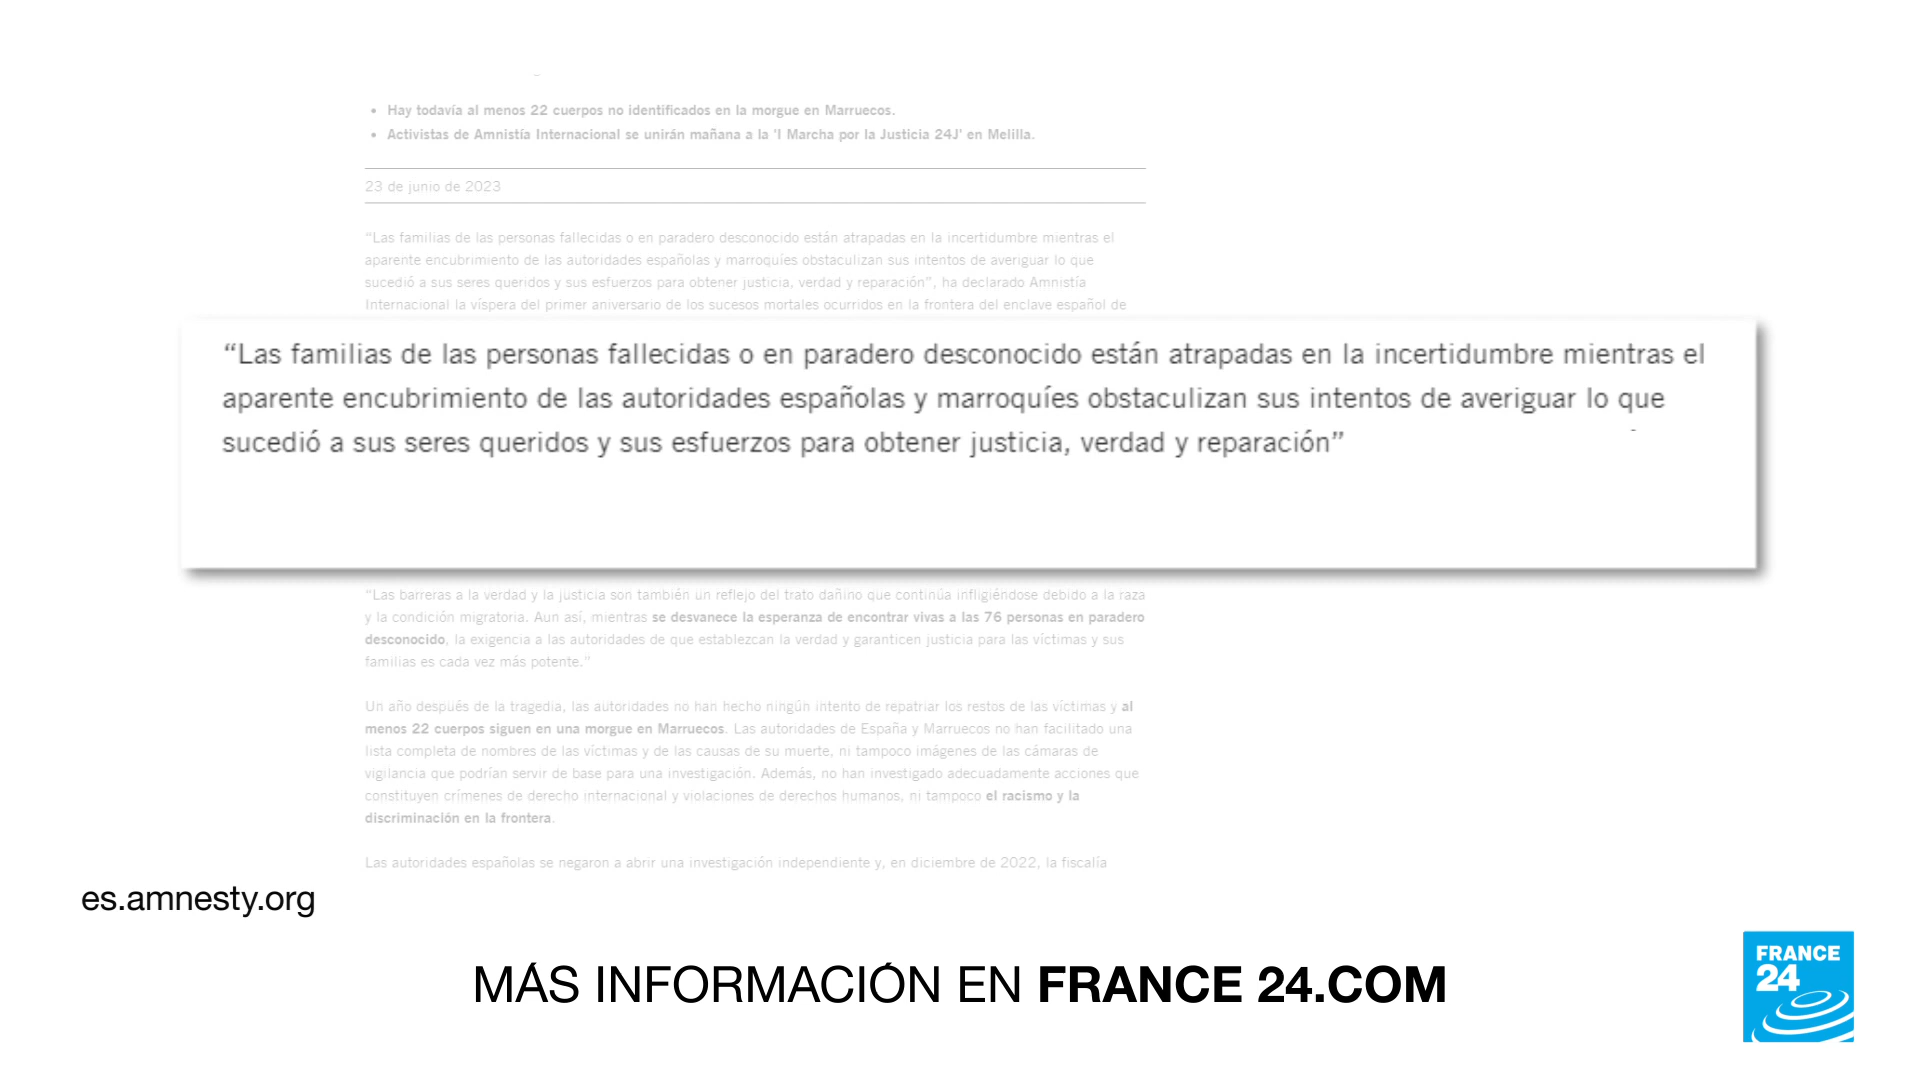 • Hay todavía al menos 22 cuerpos no identificados en la morgue en Marruecos.
• Activistas de Amnistía Internacional se unirán mañana a la 'I Marcha por la Justicia 24J' en Melilla.
23 de junio de 2023
“Las familias de las personas fallecidas o en paradero desconocido están atrapadas en la incertidumbre mientras el
aparente encubrimiento de las autoridades españolas y marroquíes obstaculizan sus intentos de averiguar lo que
sucedió a sus seres queridos y sus esfuerzos para obtener justicia, verdad y reparación”, ha declarado Amnistía
Internacional la víspera del primer aniversario de los sucesos mortales ocurridos en la frontera del enclave español de
“Las familias de las personas fallecidas o en paradero desconocido están atrapadas en la incertidumbre mientras el
aparente encubrimiento de las autoridades españolas y marroquíes obstaculizan sus intentos de averiguar lo que
sucedió a sus seres queridos y sus esfuerzos para obtener justicia, verdad y reparación”
“Las barreras a la verdad y la justicia son también un reflejo del trato dañino que continúa infligiéndose debido a la raza
y la condición migratoria. Aun así, mientras se desvanece la esperanza de encontrar vivas a las 76 personas en paradero
desconocido, la exigencia a las autoridades de que establezcan la verdad y garanticen justicia para las víctimas y sus
familias es cada vez más potente.”
Un año después de la tragedia, las autoridades no han hecho ningún intento de repatriar los restos de las víctimas y al
menos 22 cuerpos siguen en una morgue en Marruecos. Las autoridades de España y Marruecos no han facilitado una
lista completa de nombres de las víctimas y de las causas de su muerte, ni tampoco imágenes de las cámaras de
vigilancia que podrían servir de base para una investigación. Además, no han investigado adecuadamente acciones que
constituyen crímenes de derecho internacional y violaciones de derechos humanos, ni tampoco el racismo y la
discriminación en la frontera.
Las autoridades españolas se negaron a abrir una investigación independiente y, en diciembre de 2022, la fiscalía
es.amnesty.org
MÁS INFORMACIÓN EN FRANCE 24.COM
FRANCE
24